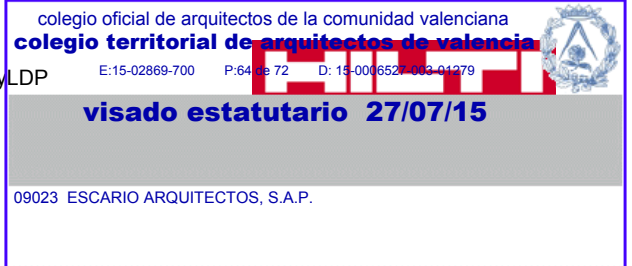 colegio oficial de arquitectos de la comunidad valenciana
colegio territorial de arquitectos de valencia
yLDP
E:15-02869-700 P:64 de 72 D: 15-0006527-003-01279
visado estatutario 27/07/15
09023 ESCARIO ARQUITECTOS, S.A.P.